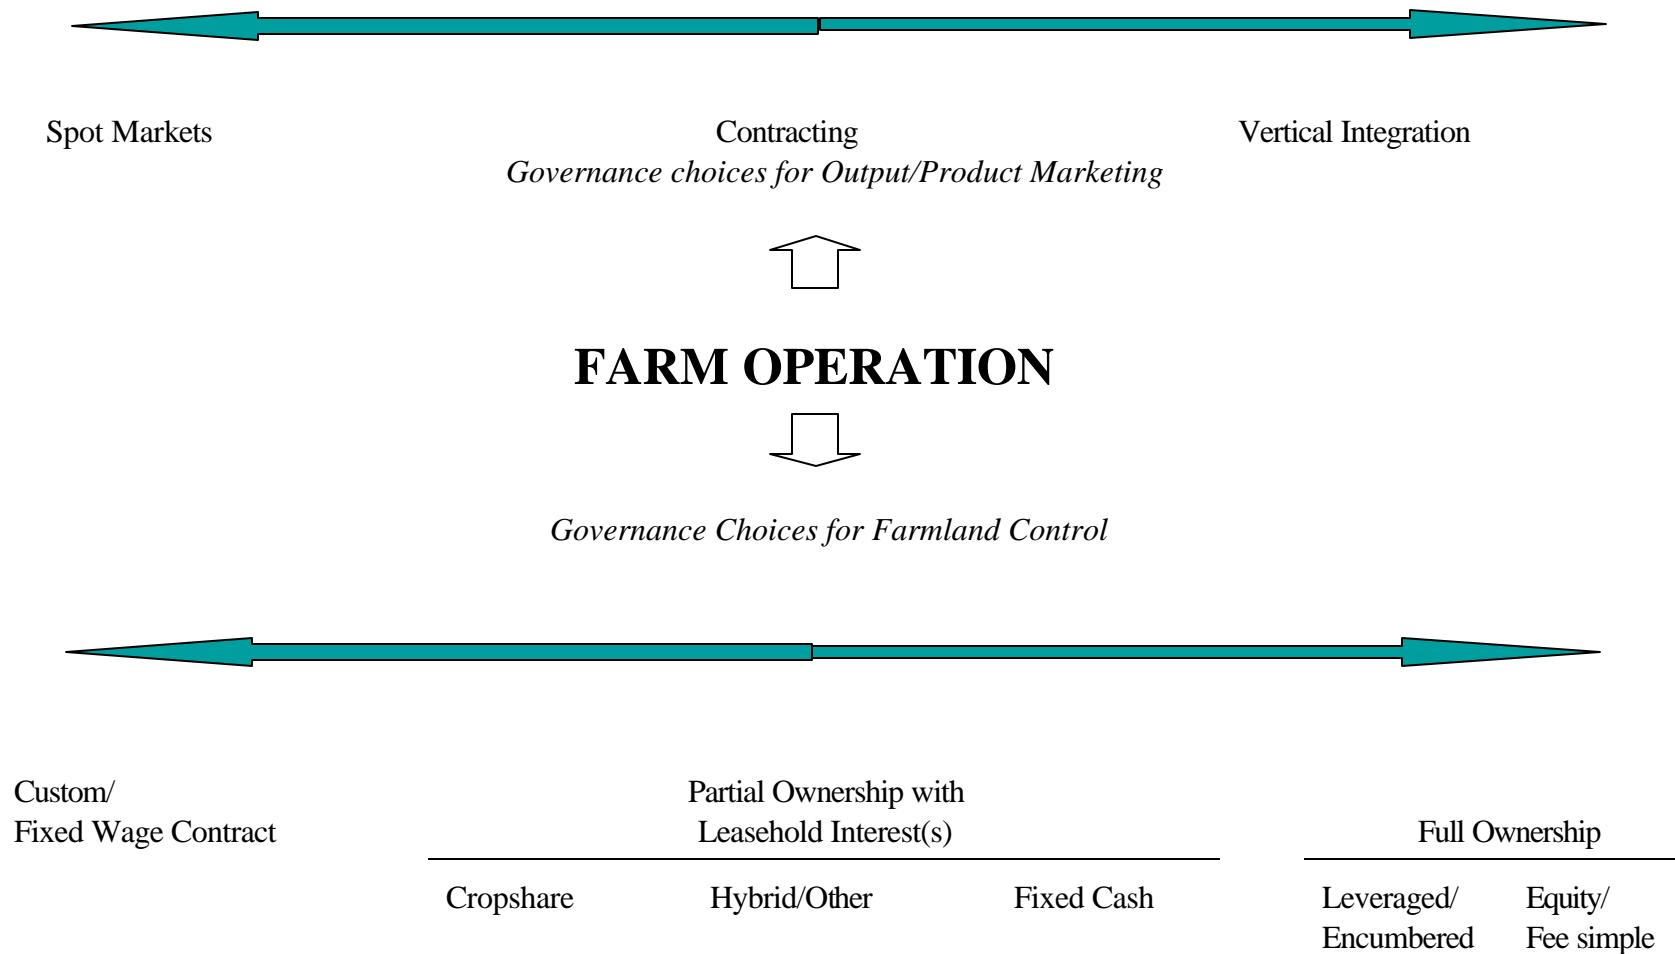 Spot Markets
Contracting
Vertical Integration
Governance choices for Output/Product Marketing
FARM OPERATION
Governance Choices for Farmland Control
Custom/
Fixed Wage Contract
Partial Ownership with
Leasehold Interest(s)
Full Ownership
Cropshare
Hybrid/Other
Fixed Cash
Leveraged/
Encumbered
Equity/
Fee simple